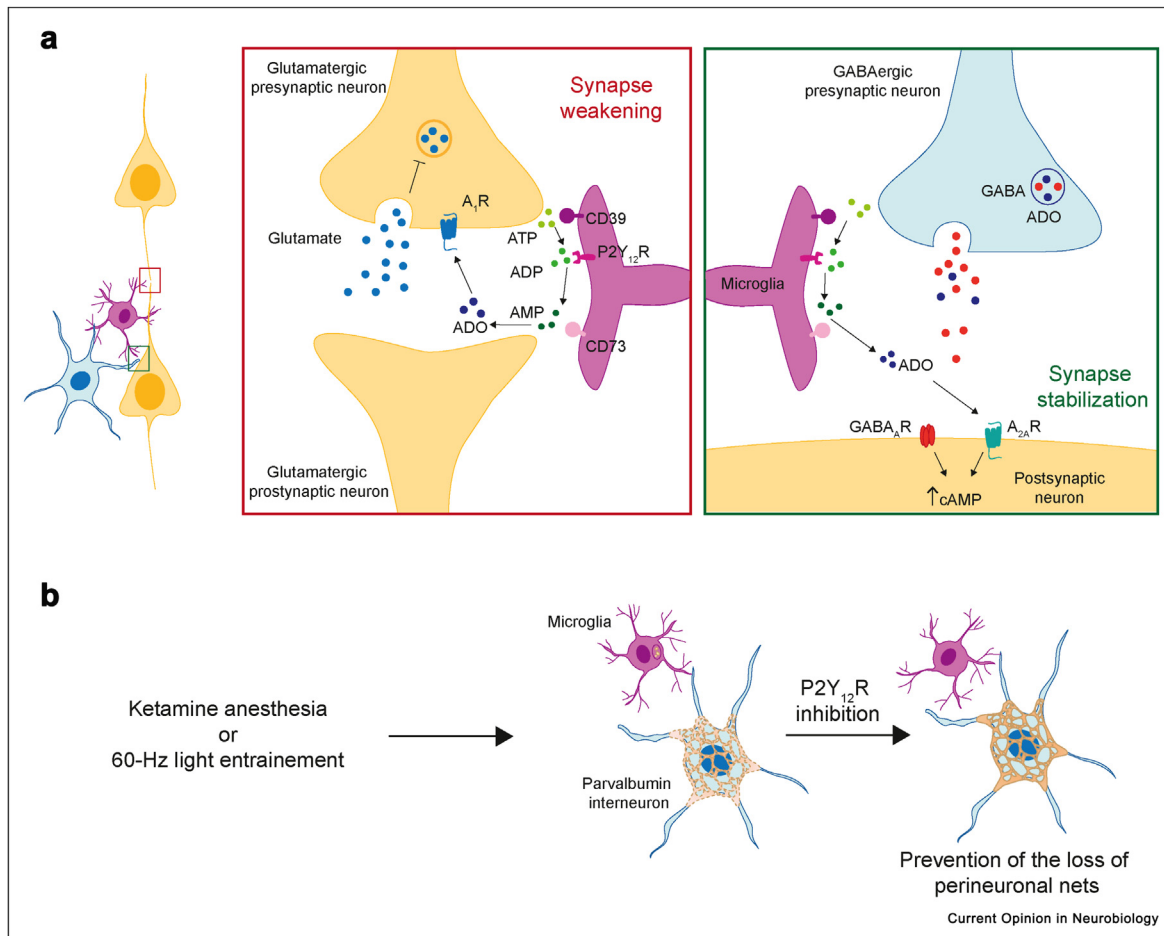 a
Glutamatergic
presynaptic neuron
Synapse
weakening
A₁R
Glutamate
ATP
CD39
P2Y₁₂R
ADP
AMP
ADO
CD73
Glutamatergic
prostynaptic neuron
GABAergic
presynaptic neuron
GABA
ADO
Microglia
ADO
Synapse
stabilization
GABA_AR
A₂AR
↑cAMP
Postsynaptic
neuron
b
Ketamine anesthesia
or
60-Hz light entrainement
Microglia
Parvalbumin
interneuron
P2Y₁₂R
inhibition
Prevention of the loss of
perineuronal nets
Current Opinion in Neurobiology